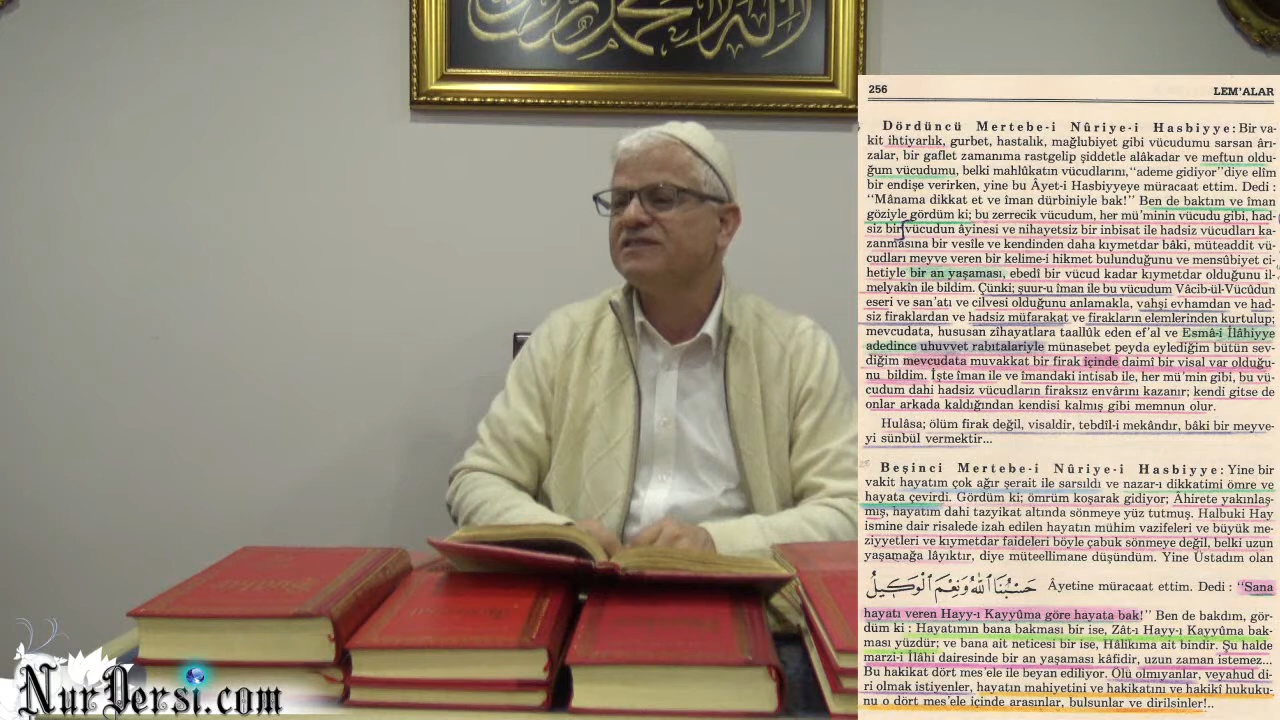 256 LEM'ALAR
Dördüncü Mertebe-i Nûriye-i Hasbiyye: Bir va-
kit ihtiyarlık, gurbet, hastalık, mağlubiyet gibi vücudumu sarsan ârı-
zalar, bir gaflet zamanıma rastgelip şiddetle alâkadar ve meftun oldu-
ğum vücudumu, belki mahlûkatın vücudlarını, "ademe gidiyor" diye elîm
bir endişe verirken, yine bu Âyet-i Hasbiyyeye müracaat ettim. Dedi :
"Mânama dikkat et ve îman dürbiniyle bak!" Ben de baktım ve îman
göziyle gördüm ki; bu zerrecik vücudum, her mü'minin vücudu gibi, had-
siz bir vücudun âyinesi ve nihayetsiz bir inbisat ile hadsiz vücudları ka-
zanmasına bir vesîle ve kendinden daha kıymetdar bâki, müteaddit vü-
cudları meyve veren bir kelime-i hikmet bulunduğunu ve mensûbiyet ci-
hetiyle bir an yaşaması, ebedî bir vücud kadar kıymetdar olduğunu il-
melyakîn ile bildim. Çünki; şuur-u îman ile bu vücudum Vâcib-ül-Vücûdun
eseri ve san'atı ve cilvesi olduğunu anlamakla, vahşi evhamdan ve had-
siz firaklardan ve hadsiz müfarakat ve firakların elemlerinden kurtulup;
mevcudata, hususan zihayatlara taallûk eden ef'al ve Esmâ-i İlâhiyye
adedince uhuvvet rabıtalariyle münasebet peyda eylediğim bütün sev-
diğim mevcudata muvakkat bir firak içinde daimî bir visal var olduğu-
nu bildim. İşte îman ile ve îmandaki intisab ile, her mü'min gibi, bu vü-
cudum dahi hadsiz vücudların firaksız envârını kazanır; kendi gitse de
onlar arkada kaldığından kendisi kalmış gibi memnun olur.
Hulâsa; ölüm firak değil, visaldir, tebdîl-i mekândır, bâki bir meyve-
yi sünbül vermektir...
Beşinci Mertebe-i Nûriye-i Hasbiyye: Yine bir
vakit hayatım çok ağır şerait ile sarsıldı ve nazar-ı dikkatimi ömre ve
hayata çevirdi. Gördüm ki; ömrüm koşarak gidiyor; Âhirete yakınlaş-
mış, hayatım dahi tazyikat altında sönmeye yüz tutmuş. Halbuki Hay
ismine dair risalede izah edilen hayatın mühim vazifeleri ve büyük me-
ziyyetleri ve kıymetdar faideleri böyle çabuk sönmeye değil, belki uzun
yaşamağa lâyıktır, diye müteellimane düşündüm. Yine Üstadım olan
حَسْبُنَا اللّٰهُ وَنِعْمَ الْوَكِيلُ Âyetine müracaat ettim. Dedi : "Sana
hayatı veren Hayy-ı Kayyûma göre hayata bak!" Ben de bakdım, gör-
düm ki : Hayatımın bana bakması bir ise, Zât-ı Hayy-ı Kayyûma bak-
ması yüzdür; ve bana ait neticesi bir ise, Hâlıkıma ait bindir. Şu halde
marzî-i İlâhî dairesinde bir an yaşaması kâfidir, uzun zaman istemez...
Bu hakikat dört mes'ele ile beyan ediliyor. Ölü olmıyanlar, veyahud di-
ri olmak istiyenler, hayatın mahiyetini ve hakikatını ve hakikî hukuku-
nu o dört mes'ele içinde arasınlar, bulsunlar ve dirilsinler!..
NurDersi.com